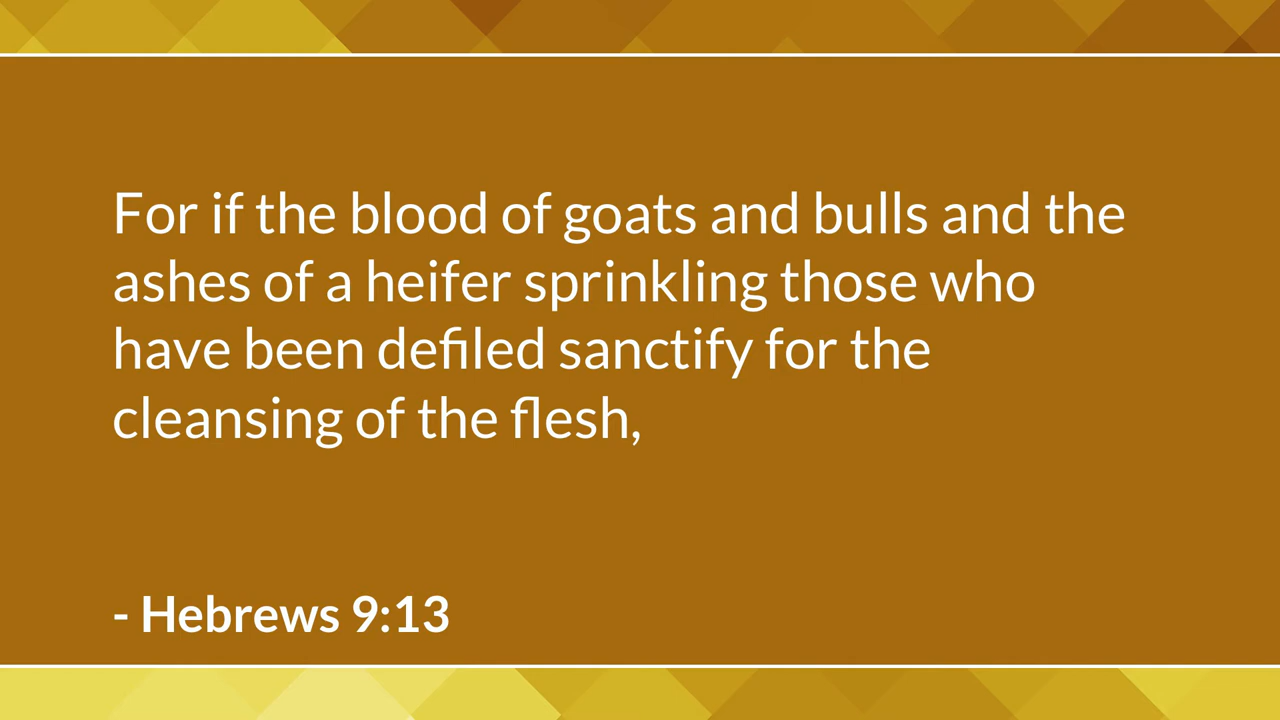 For if the blood of goats and bulls and the
ashes of a heifer sprinkling those who
have been defiled sanctify for the
cleansing of the flesh,
- Hebrews 9:13